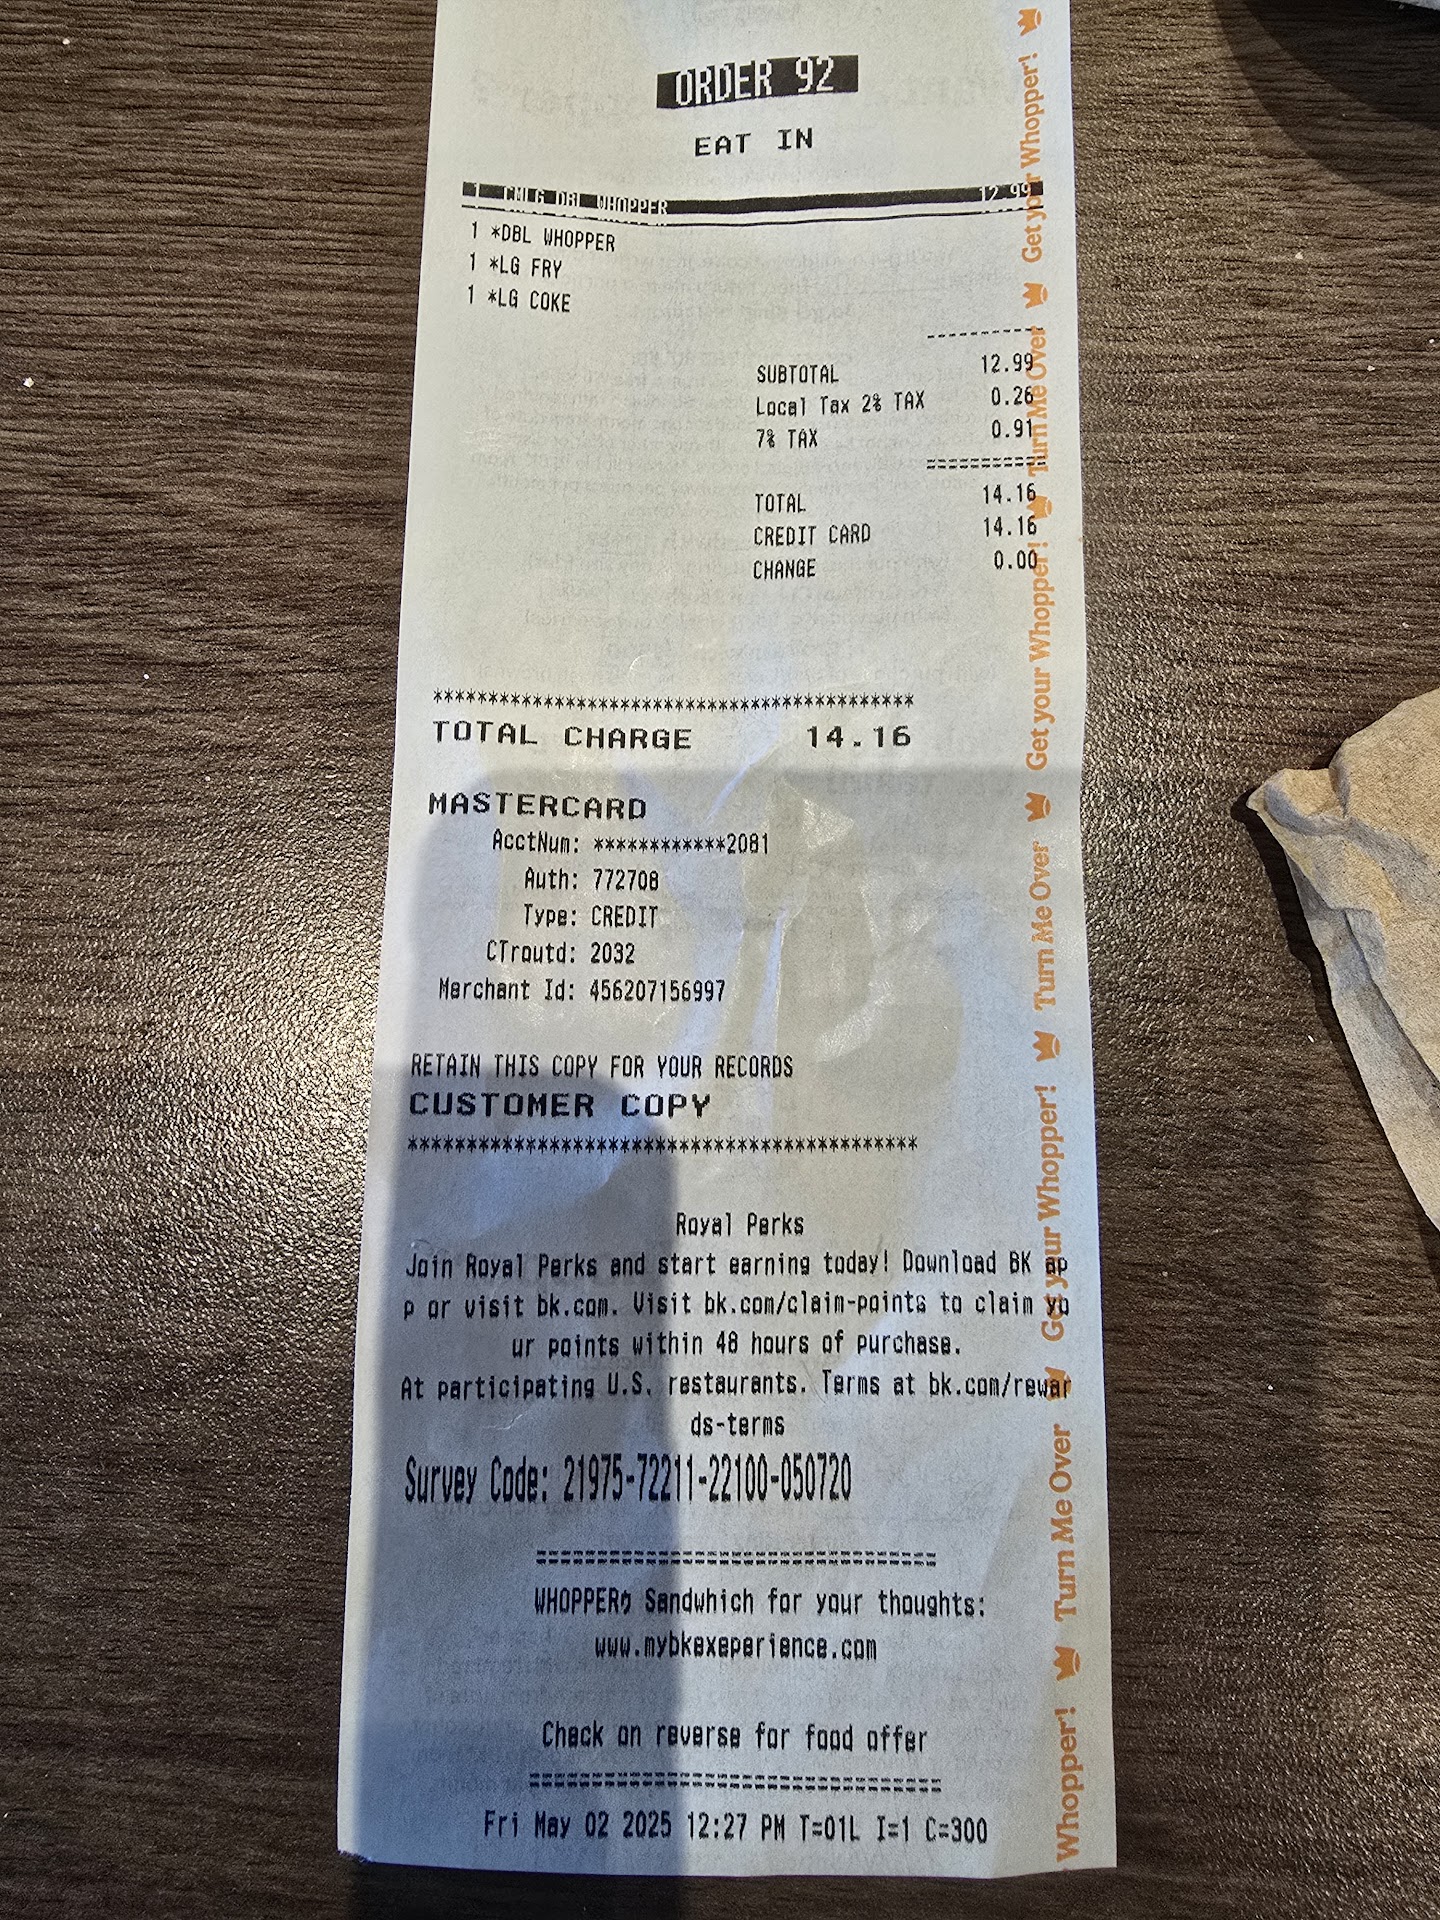 ORDER 92
EAT IN
1 CMLG DBL WHOPPER 12.99
1 *DBL WHOPPER
1 *LG FRY
1 *LG COKE
------------
SUBTOTAL 12.99
Local Tax 2% TAX 0.26
7% TAX 0.91
============
TOTAL 14.16
CREDIT CARD 14.16
CHANGE 0.00
******************************************
TOTAL CHARGE 14.16
MASTERCARD
AcctNum: ************2081
Auth: 772708
Type: CREDIT
CTroutd: 2032
Merchant Id: 456207156997
RETAIN THIS COPY FOR YOUR RECORDS
CUSTOMER COPY
******************************************
Royal Perks
Join Royal Perks and start earning today! Download BK ap
p or visit bk.com. Visit bk.com/claim-points to claim yo
ur points within 48 hours of purchase.
At participating U.S. restaurants. Terms at bk.com/rewar
ds-terms
Survey Code: 21975-72211-22100-050720
================================
WHOPPER Sandwhich for your thoughts:
www.mybkexperience.com
Check on reverse for food offer
================================
Fri May 02 2025 12:27 PM T=01L I=1 C=300
Whopper! Turn Me Over Get your Whopper! Turn Me Over Get your Whopper! Turn Me Over Get your Whopper!